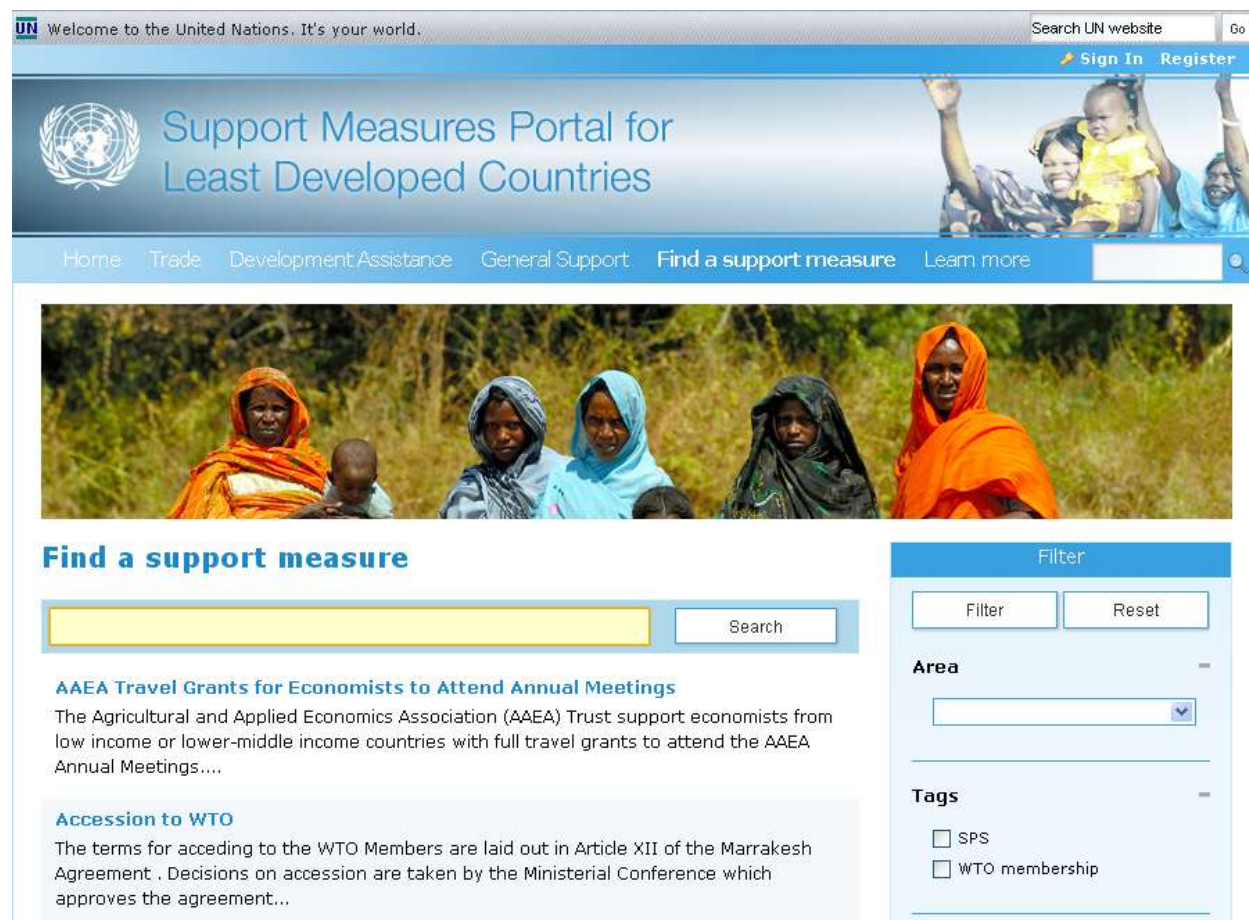 UN Welcome to the United Nations. It's your world.
Search UN website
Go
Sign In Register
Support Measures Portal for
Least Developed Countries
Home Trade Development Assistance General Support Find a support measure Learn more
Find a support measure
Search
AAEA Travel Grants for Economists to Attend Annual Meetings
The Agricultural and Applied Economics Association (AAEA) Trust support economists from
low income or lower-middle income countries with full travel grants to attend the AAEA
Annual Meetings....
Accession to WTO
The terms for acceding to the WTO Members are laid out in Article XII of the Marrakesh
Agreement . Decisions on accession are taken by the Ministerial Conference which
approves the agreement...
Filter
Filter Reset
Area
Tags
SPS
WTO membership